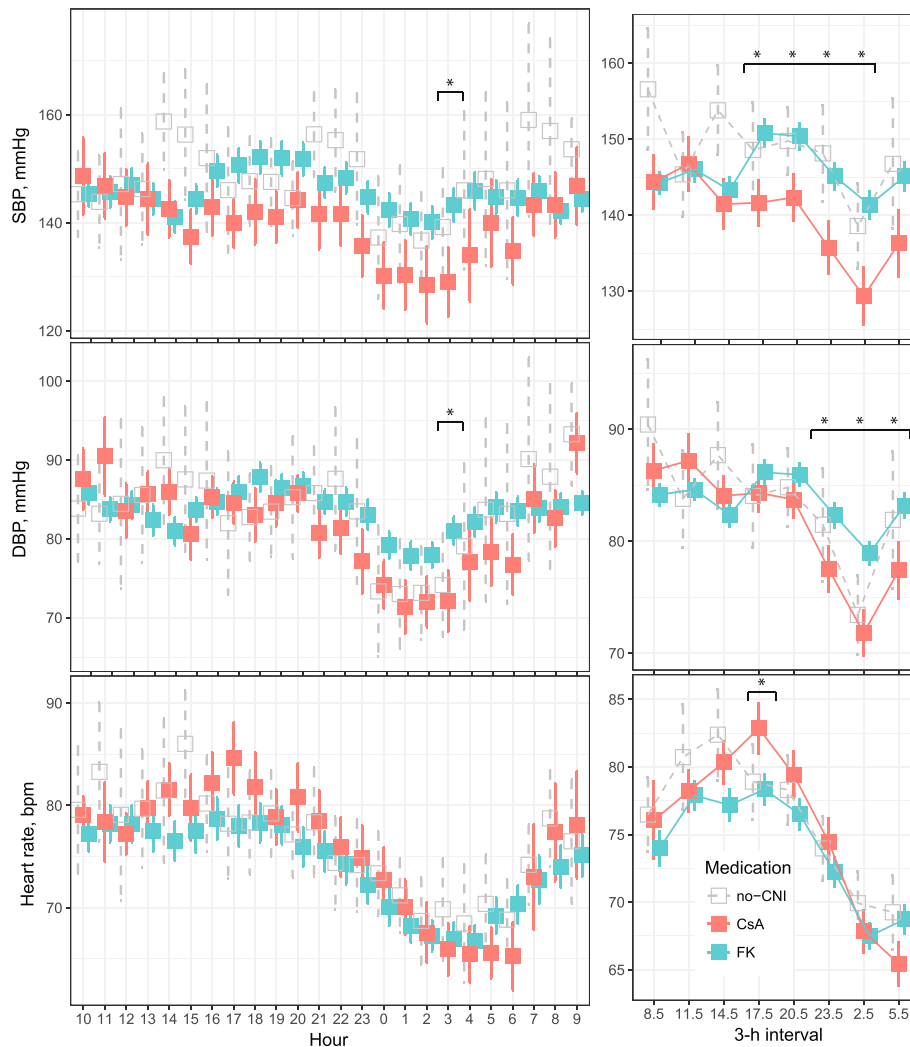 SBP, mmHg
160
140
120
*
160
150
140
130
* * * *
DBP, mmHg
100
90
80
70
*
90
80
70
* * *
Heart rate, bpm
90
80
70
85
80
75
70
65
*
Medication
no−CNI
CsA
FK
10 11 12 13 14 15 16 17 18 19 20 21 22 23 0 1 2 3 4 5 6 7 8 9
Hour
8.5 11.5 14.5 17.5 20.5 23.5 2.5 5.5
3-h interval